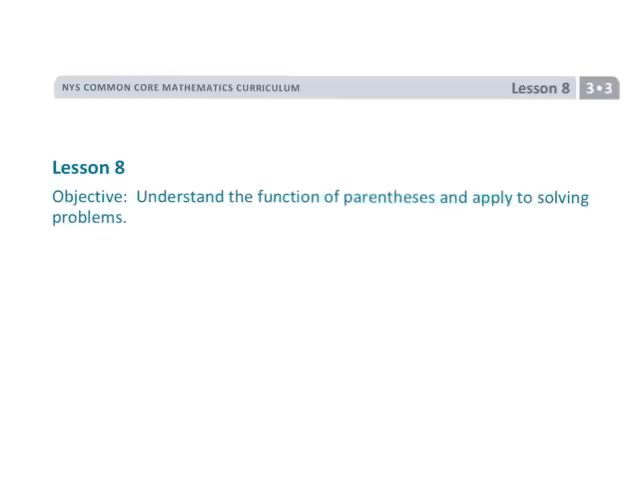 NYS COMMON CORE MATHEMATICS CURRICULUM Lesson 8 3•3
Lesson 8
Objective: Understand the function of parentheses and apply to solving
problems.